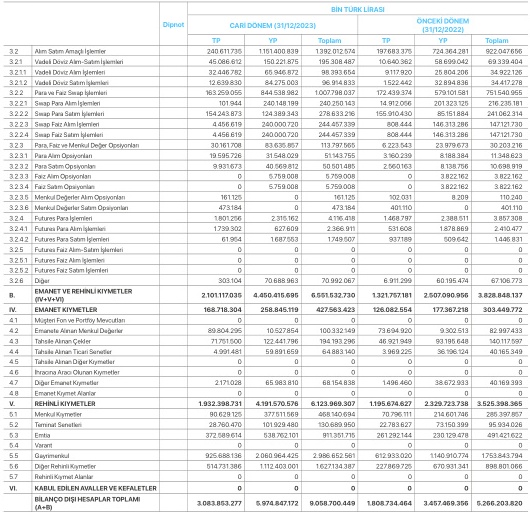 BİN TÜRK LİRASI
Dipnot CARİ DÖNEM (31/12/2023) ÖNCEKİ DÖNEM (31/12/2022)
TP YP Toplam TP YP Toplam
3.2 Alım Satım Amaçlı İşlemler 240.611.735 1.151.400.839 1.392.012.574 197.683.375 724.364.281 922.047.656
3.2.1 Vadeli Döviz Alım-Satım İşlemleri 45.086.612 150.221.875 195.308.487 10.640.362 58.699.042 69.339.404
3.2.1.1 Vadeli Döviz Alım İşlemleri 32.446.782 65.946.872 98.393.654 9.117.920 25.804.206 34.922.126
3.2.1.2 Vadeli Döviz Satım İşlemleri 12.639.830 84.275.003 96.914.833 1.522.442 32.894.836 34.417.278
3.2.2 Para ve Faiz Swap İşlemleri 163.259.055 844.538.982 1.007.798.037 172.439.374 579.101.581 751.540.955
3.2.2.1 Swap Para Alım İşlemleri 101.944 240.148.199 240.250.143 14.912.056 201.323.125 216.235.181
3.2.2.2 Swap Para Satım İşlemleri 154.243.873 124.389.343 278.633.216 155.910.430 85.151.884 241.062.314
3.2.2.3 Swap Faiz Alım İşlemleri 4.456.619 240.000.720 244.457.339 808.444 146.313.286 147.121.730
3.2.2.4 Swap Faiz Satım İşlemleri 4.456.619 240.000.720 244.457.339 808.444 146.313.286 147.121.730
3.2.3 Para, Faiz ve Menkul Değer Opsiyonları 30.161.708 83.635.857 113.797.565 6.223.543 23.979.673 30.203.216
3.2.3.1 Para Alım Opsiyonları 19.595.726 31.548.029 51.143.755 3.160.239 8.188.384 11.348.623
3.2.3.2 Para Satım Opsiyonları 9.931.673 40.569.812 50.501.485 2.560.163 8.138.756 10.698.919
3.2.3.3 Faiz Alım Opsiyonları 0 5.759.008 5.759.008 0 3.822.162 3.822.162
3.2.3.4 Faiz Satım Opsiyonları 0 5.759.008 5.759.008 0 3.822.162 3.822.162
3.2.3.5 Menkul Değerler Alım Opsiyonları 161.125 0 161.125 102.031 8.209 110.240
3.2.3.6 Menkul Değerler Satım Opsiyonları 473.184 0 473.184 401.110 0 401.110
3.2.4 Futures Para İşlemleri 1.801.256 2.315.162 4.116.418 1.468.797 2.388.511 3.857.308
3.2.4.1 Futures Para Alım İşlemleri 1.739.302 627.609 2.366.911 531.608 1.878.869 2.410.477
3.2.4.2 Futures Para Satım İşlemleri 61.954 1.687.553 1.749.507 937.189 509.642 1.446.831
3.2.5 Futures Faiz Alım-Satım İşlemleri 0 0 0 0 0 0
3.2.5.1 Futures Faiz Alım İşlemleri 0 0 0 0 0 0
3.2.5.2 Futures Faiz Satım İşlemleri 0 0 0 0 0 0
3.2.6 Diğer 303.104 70.688.963 70.992.067 6.911.299 60.195.474 67.106.773
B. EMANET VE REHİNLİ KIYMETLER (IV+V+VI) 2.101.117.035 4.450.415.695 6.551.532.730 1.321.757.181 2.507.090.956 3.828.848.137
IV. EMANET KIYMETLER 168.718.304 258.845.119 427.563.423 126.082.554 177.367.218 303.449.772
4.1 Müşteri Fon ve Portföy Mevcutları 0 0 0 0 0 0
4.2 Emanete Alınan Menkul Değerler 89.804.295 10.527.854 100.332.149 73.694.920 9.302.513 82.997.433
4.3 Tahsile Alınan Çekler 71.751.500 122.441.796 194.193.296 46.921.949 93.195.648 140.117.597
4.4 Tahsile Alınan Ticari Senetler 4.991.481 59.891.659 64.883.140 3.969.225 36.196.124 40.165.349
4.5 Tahsile Alınan Diğer Kıymetler 0 0 0 0 0 0
4.6 İhracına Aracı Olunan Kıymetler 0 0 0 0 0 0
4.7 Diğer Emanet Kıymetler 2.171.028 65.983.810 68.154.838 1.496.460 38.672.933 40.169.393
4.8 Emanet Kıymet Alanlar 0 0 0 0 0 0
V. REHİNLİ KIYMETLER 1.932.398.731 4.191.570.576 6.123.969.307 1.195.674.627 2.329.723.738 3.525.398.365
5.1 Menkul Kıymetler 90.629.125 377.511.569 468.140.694 70.796.111 214.601.746 285.397.857
5.2 Teminat Senetleri 28.760.470 101.929.480 130.689.950 22.783.627 73.150.399 95.934.026
5.3 Emtia 372.589.614 538.762.101 911.351.715 261.292.144 230.129.478 491.421.622
5.4 Varant 0 0 0 0 0 0
5.5 Gayrimenkul 925.688.136 2.060.964.425 2.986.652.561 612.933.020 1.140.910.774 1.753.843.794
5.6 Diğer Rehinli Kıymetler 514.731.386 1.112.403.001 1.627.134.387 227.869.725 670.931.341 898.801.066
5.7 Rehinli Kıymet Alanlar 0 0 0 0 0 0
VI. KABUL EDİLEN AVALLER VE KEFALETLER 0 0 0 0 0 0
BİLANÇO DIŞI HESAPLAR TOPLAMI (A+B) 3.083.853.277 5.974.847.172 9.058.700.449 1.808.734.464 3.457.469.356 5.266.203.820